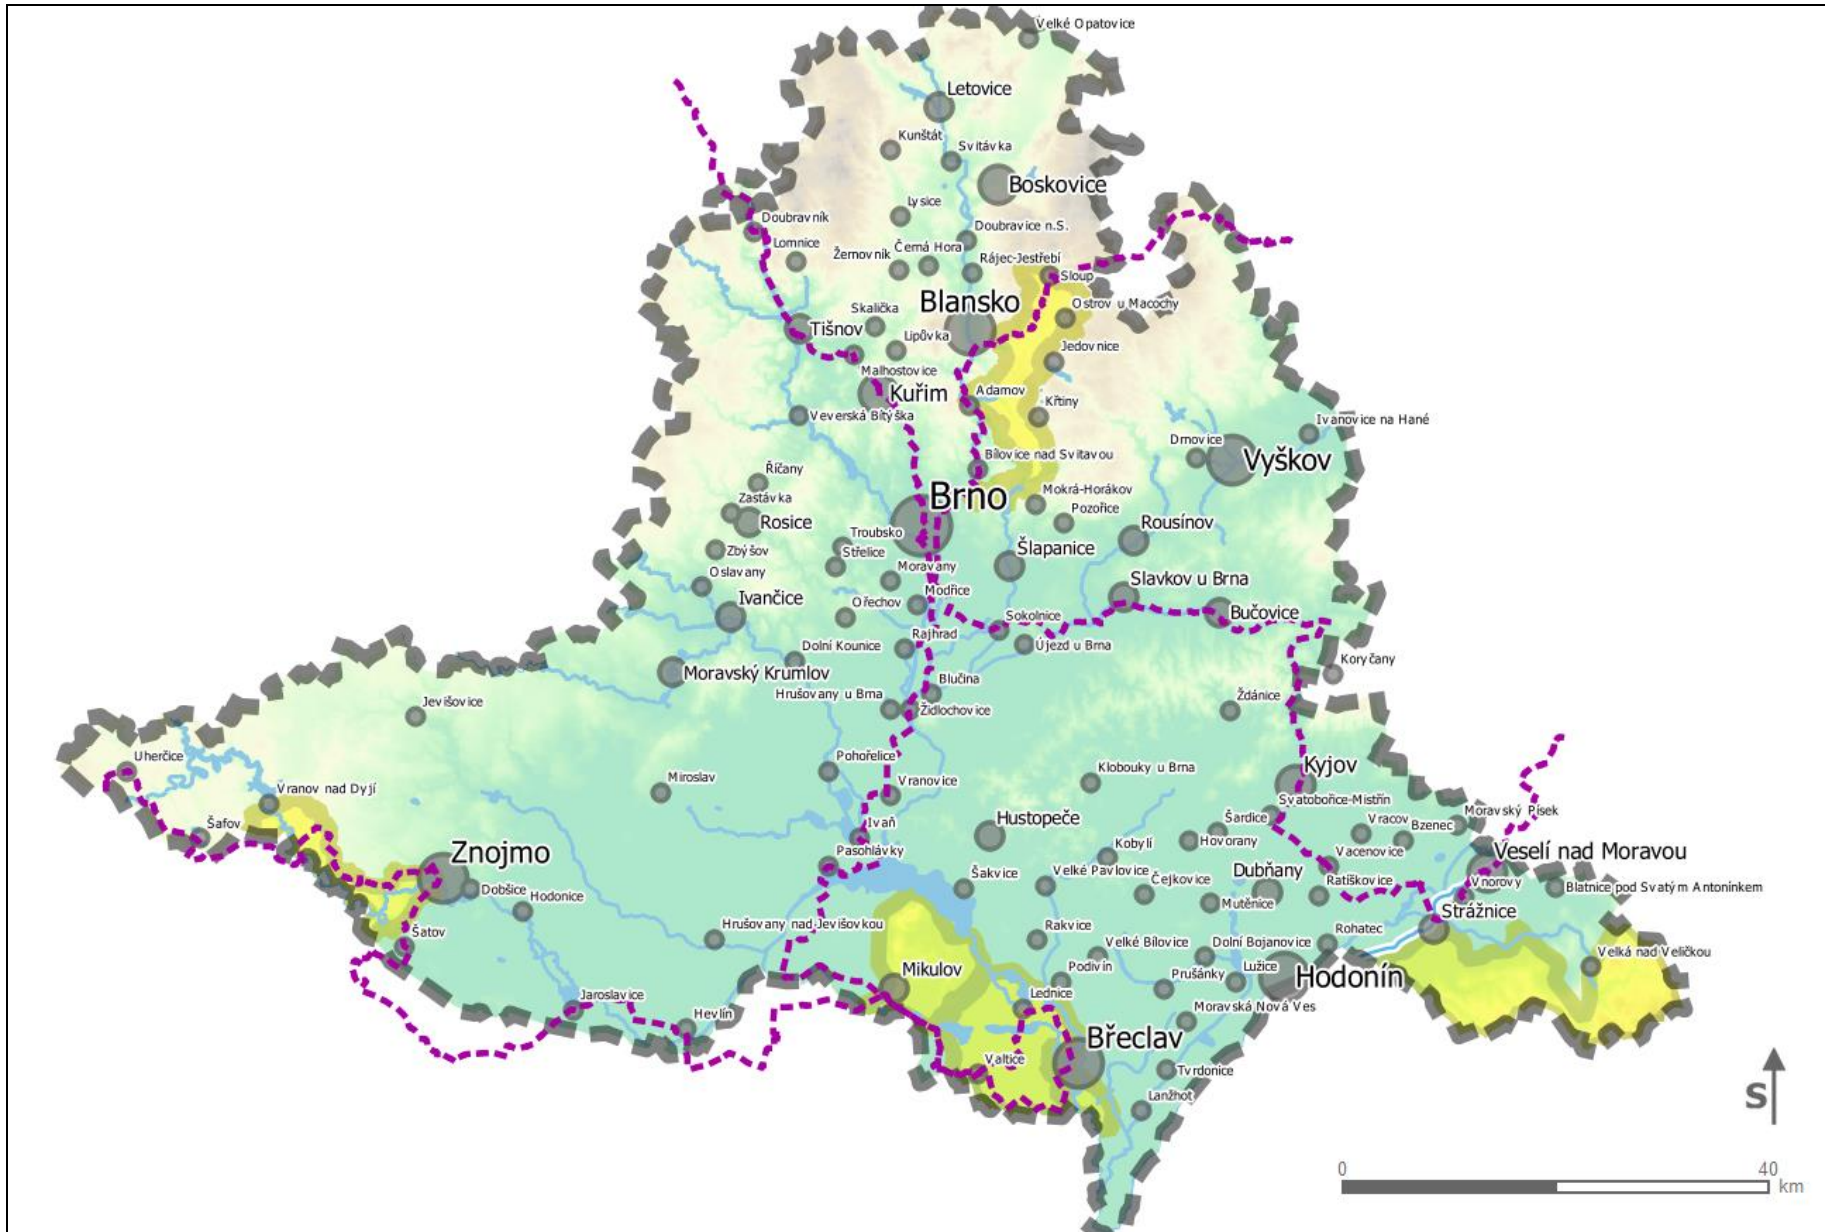 Velké Opatovice
Letovice
Kunštát
Svitávka
Boskovice
Lysice
Doubravník
Doubravice n.S.
Lomnice
Černá Hora
Žernovník
Rájec-Jestřebí
Sloup
Blansko
Ostrov u Macochy
Skalička
Tišnov
Lipůvka
Jedovnice
Malhostovice
Kuřim
Adamov
Křtiny
Veverská Bítýška
Ivanovice na Hané
Drnovice
Vyškov
Bílovice nad Svitavou
Říčany
Mokrá-Horákov
Zastávka
Brno
Rosice
Pozořice
Rousínov
Troubsko
Zbýšov
Střelice
Šlapanice
Moravany
Oslavany
Slavkov u Brna
Modřice
Ivančice
Ořechov
Sokolnice
Bučovice
Rajhrad
Újezd u Brna
Dolní Kounice
Koryčany
Moravský Krumlov
Blučina
Hrušovany u Brna
Ždánice
Jevišovice
Židlochovice
Uherčice
Pohořelice
Kyjov
Klobouky u Brna
Miroslav
Vranovice
Vranov nad Dyjí
Svatobořice-Mistřín
Moravský Písek
Hustopeče
Šardice
Vracov
Bzenec
Šafov
Ivaň
Hovorany
Kobylí
Pasohlávky
Vacenovice
Veselí nad Moravou
Znojmo
Šakvice
Velké Pavlovice
Dubňany
Čejkovice
Ratíškovice
Vnorovy
Blatnice pod Svatým Antonínkem
Dobšice
Hodonice
Mutěnice
Strážnice
Šatov
Hrušovany nad Jevišovkou
Rakvice
Velké Bílovice
Dolní Bojanovice
Rohatec
Velká nad Veličkou
Mikulov
Podivín
Lužice
Prušánky
Hodonín
Jaroslavice
Lednice
Moravská Nová Ves
Hevlín
Břeclav
Valtice
Tvrdonice
Lanžhot
S
0
40
km